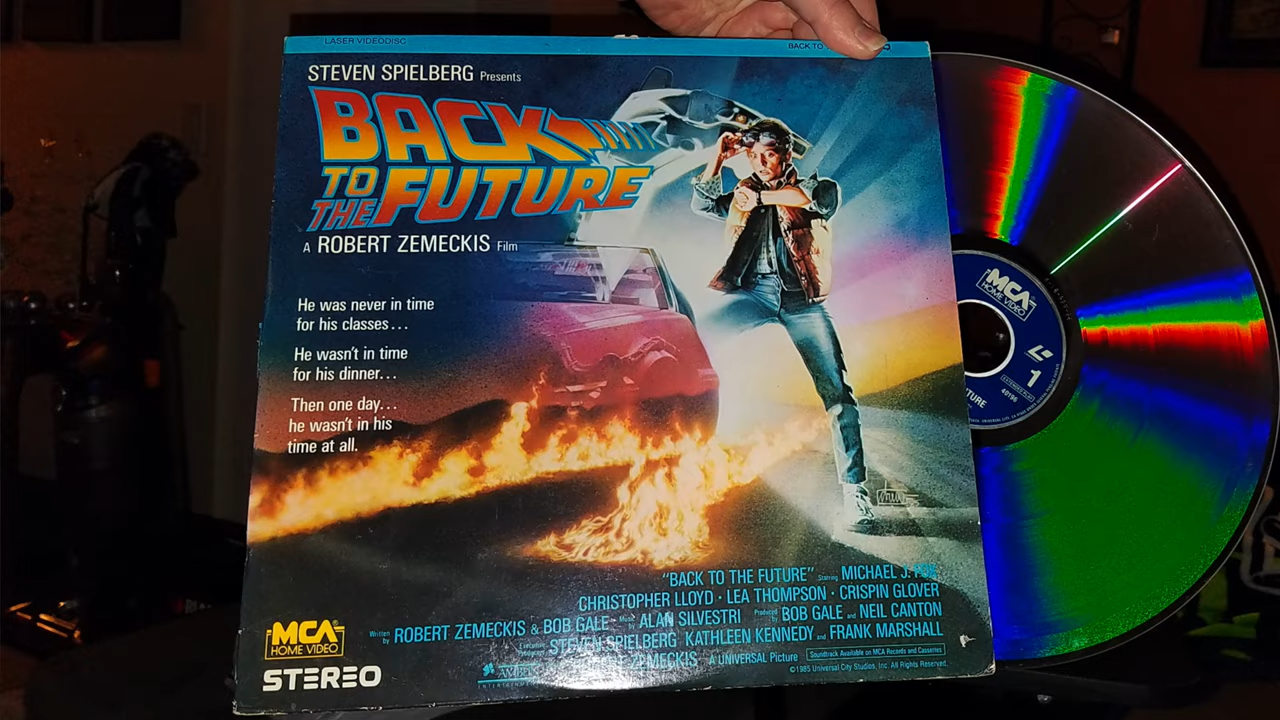 LASER VIDEODISC
BACK TO
STEVEN SPIELBERG Presents
BACK
TO
THE FUTURE
A ROBERT ZEMECKIS Film
He was never in time
for his classes...
He wasn't in time
for his dinner...
Then one day...
he wasn't in his
time at all.
"BACK TO THE FUTURE" Starring MICHAEL J.
CHRISTOPHER LLOYD · LEA THOMPSON · CRISPIN GLOVER
Written by ROBERT ZEMECKIS & BOB GALE Music ALAN SILVESTRI Produced by BOB GALE and NEIL CANTON
Executive Producers STEVEN SPIELBERG KATHLEEN KENNEDY and FRANK MARSHALL
ZEMECKIS A UNIVERSAL Picture Soundtrack Available on MCA Records and Cassettes
©1985 Universal City Studios, Inc. All Rights Reserved.
MCA
HOME VIDEO
STEREO
MCA
HOME VIDEO
1
EXTENDED PLAY
40196
TURE